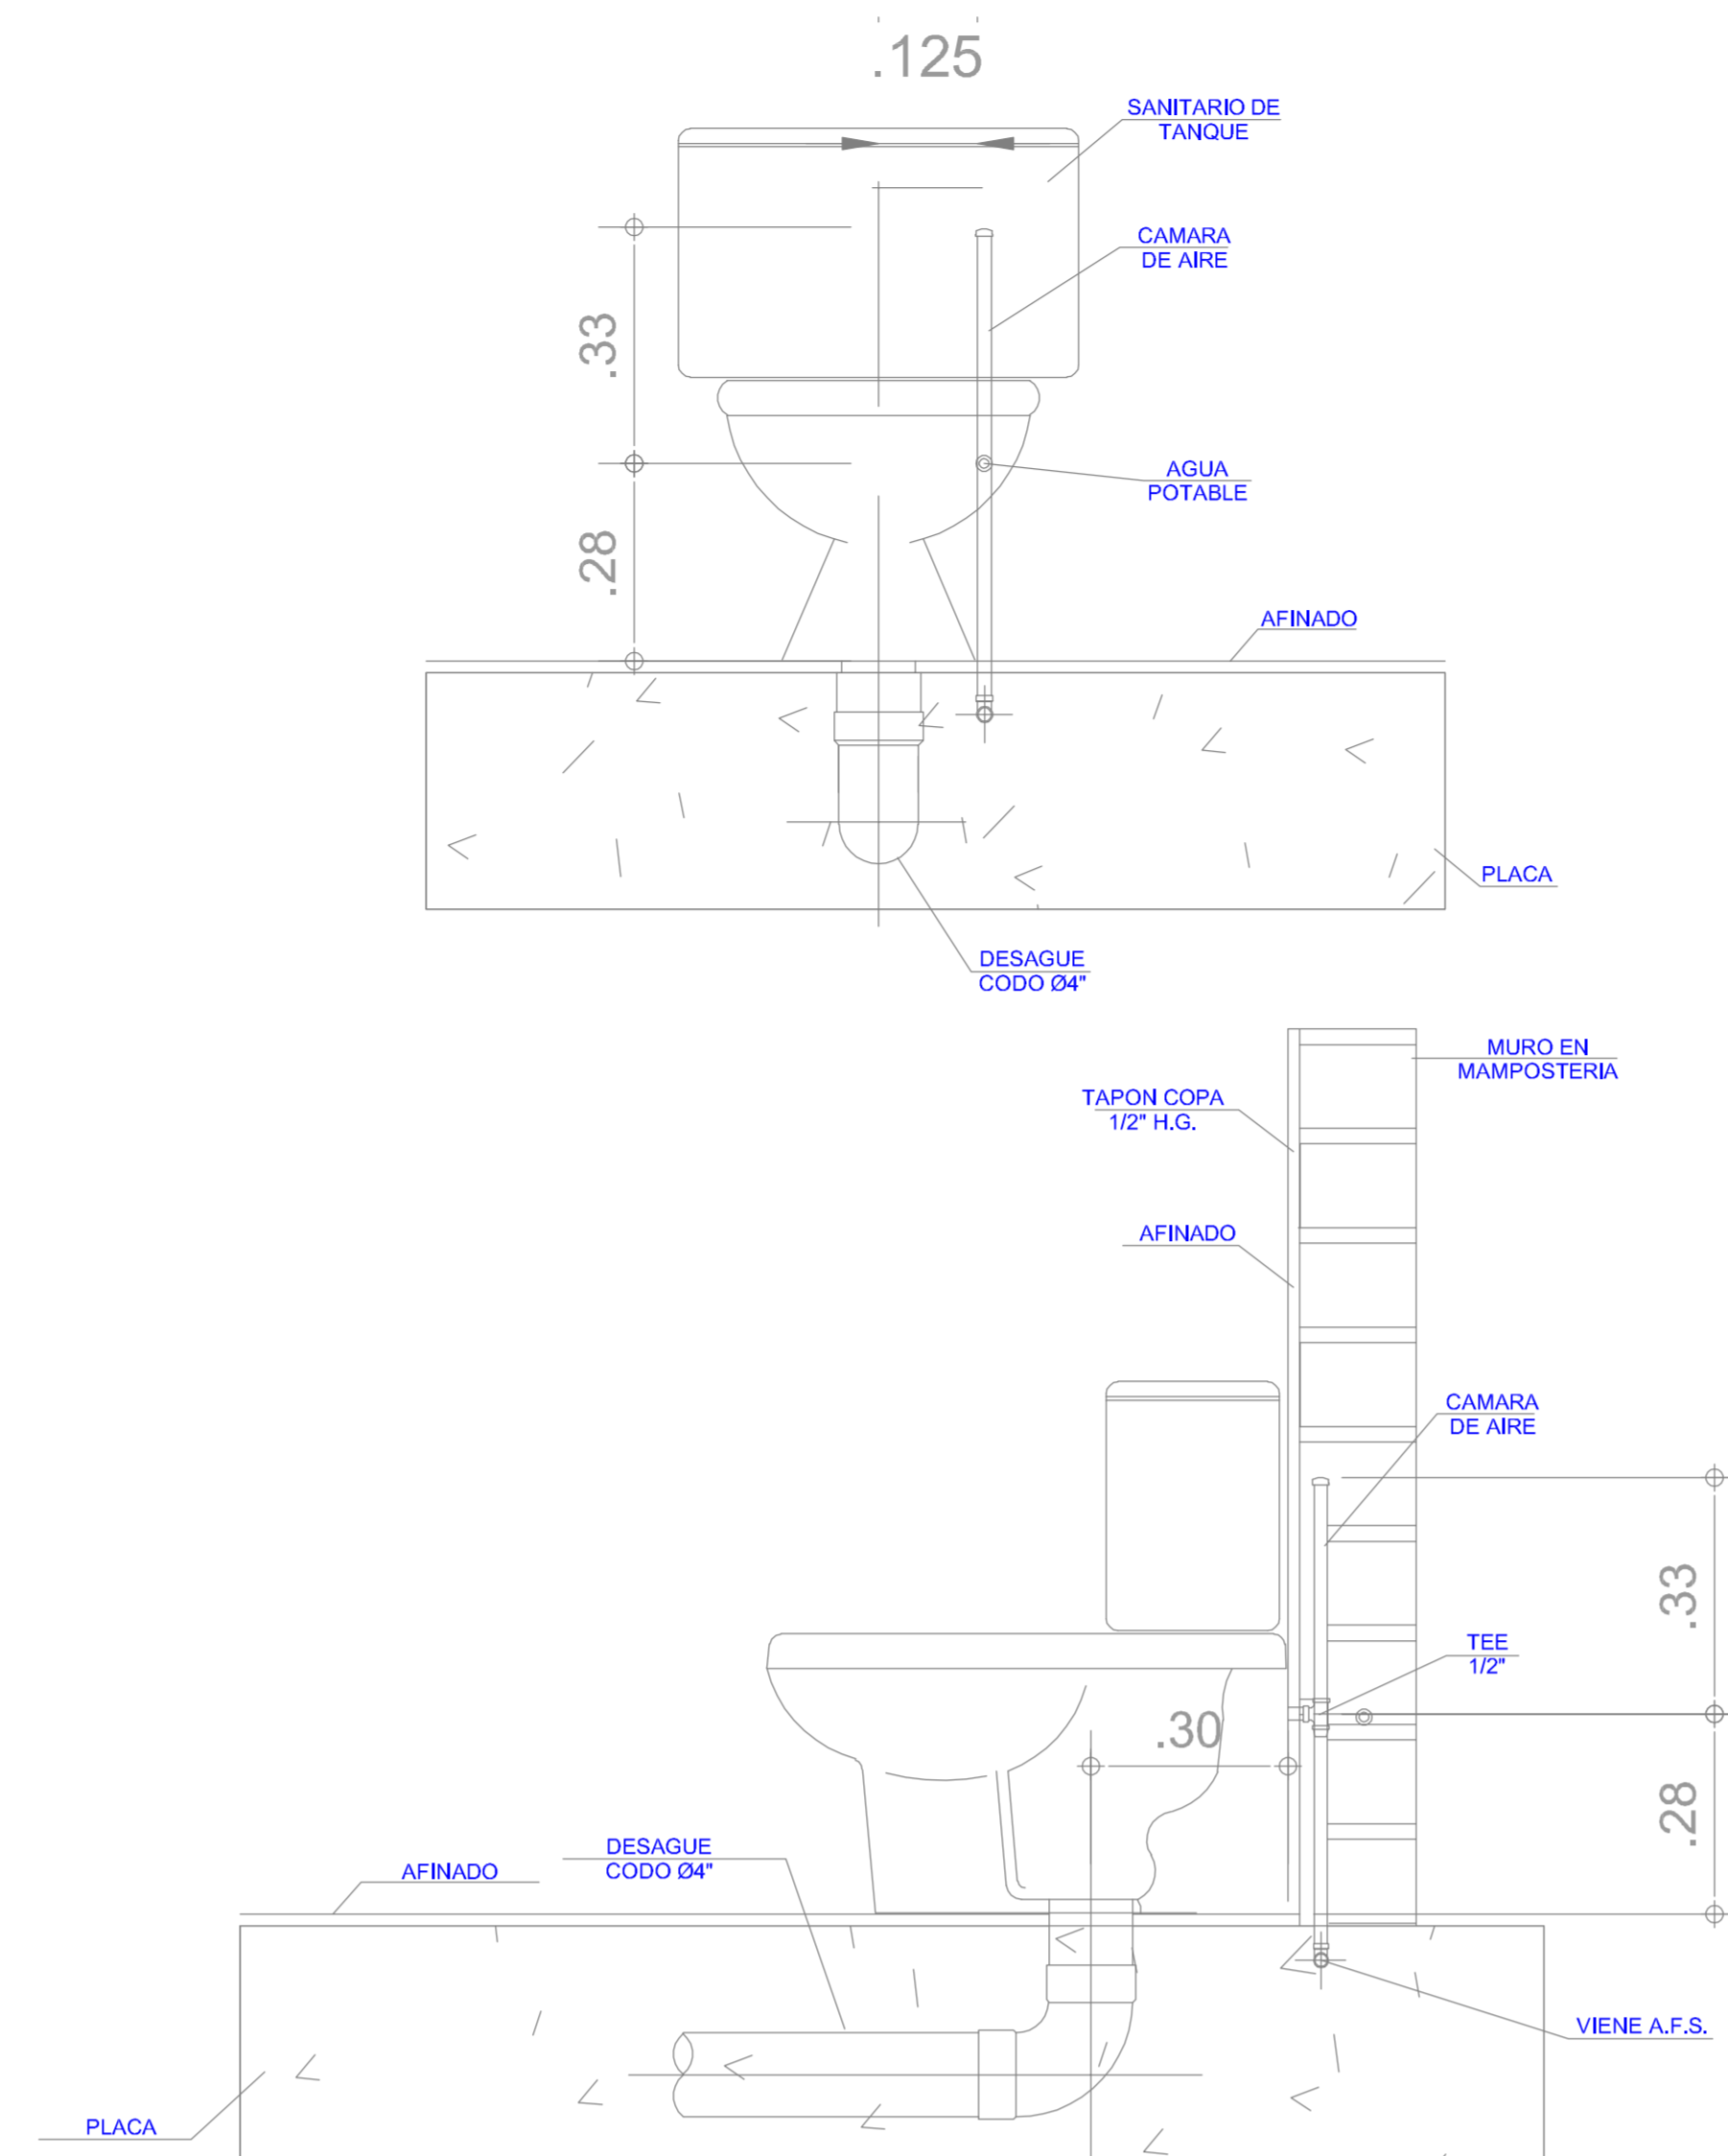 .125
SANITARIO DE
TANQUE
CAMARA
DE AIRE
.33
AGUA
POTABLE
.28
AFINADO
PLACA
DESAGUE
CODO Ø4"
MURO EN
MAMPOSTERIA
TAPON COPA
1/2" H.G.
AFINADO
CAMARA
DE AIRE
.33
TEE
1/2"
.30
.28
DESAGUE
CODO Ø4"
AFINADO
VIENE A.F.S.
PLACA